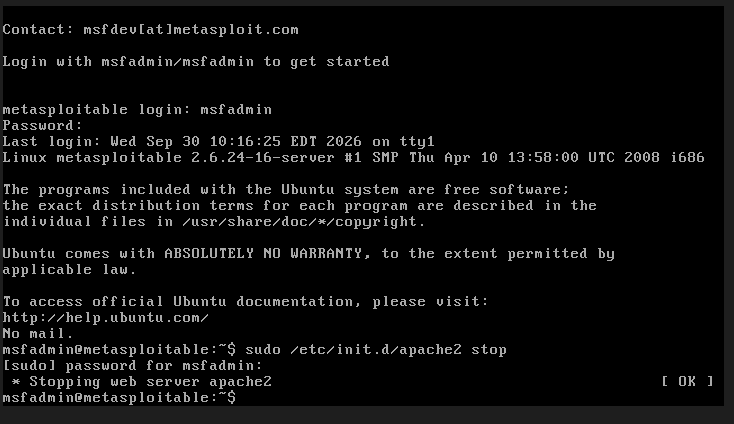 Contact: msfdev[at]metasploit.com
Login with msfadmin/msfadmin to get started
metasploitable login: msfadmin
Password:
Last login: Wed Sep 30 10:16:25 EDT 2026 on tty1
Linux metasploitable 2.6.24-16-server #1 SMP Thu Apr 10 13:58:00 UTC 2008 i686
The programs included with the Ubuntu system are free software;
the exact distribution terms for each program are described in the
individual files in /usr/share/doc/*/copyright.
Ubuntu comes with ABSOLUTELY NO WARRANTY, to the extent permitted by
applicable law.
To access official Ubuntu documentation, please visit:
http://help.ubuntu.com/
No mail.
msfadmin@metasploitable:~$ sudo /etc/init.d/apache2 stop
[sudo] password for msfadmin:
 * Stopping web server apache2 [ OK ]
msfadmin@metasploitable:~$